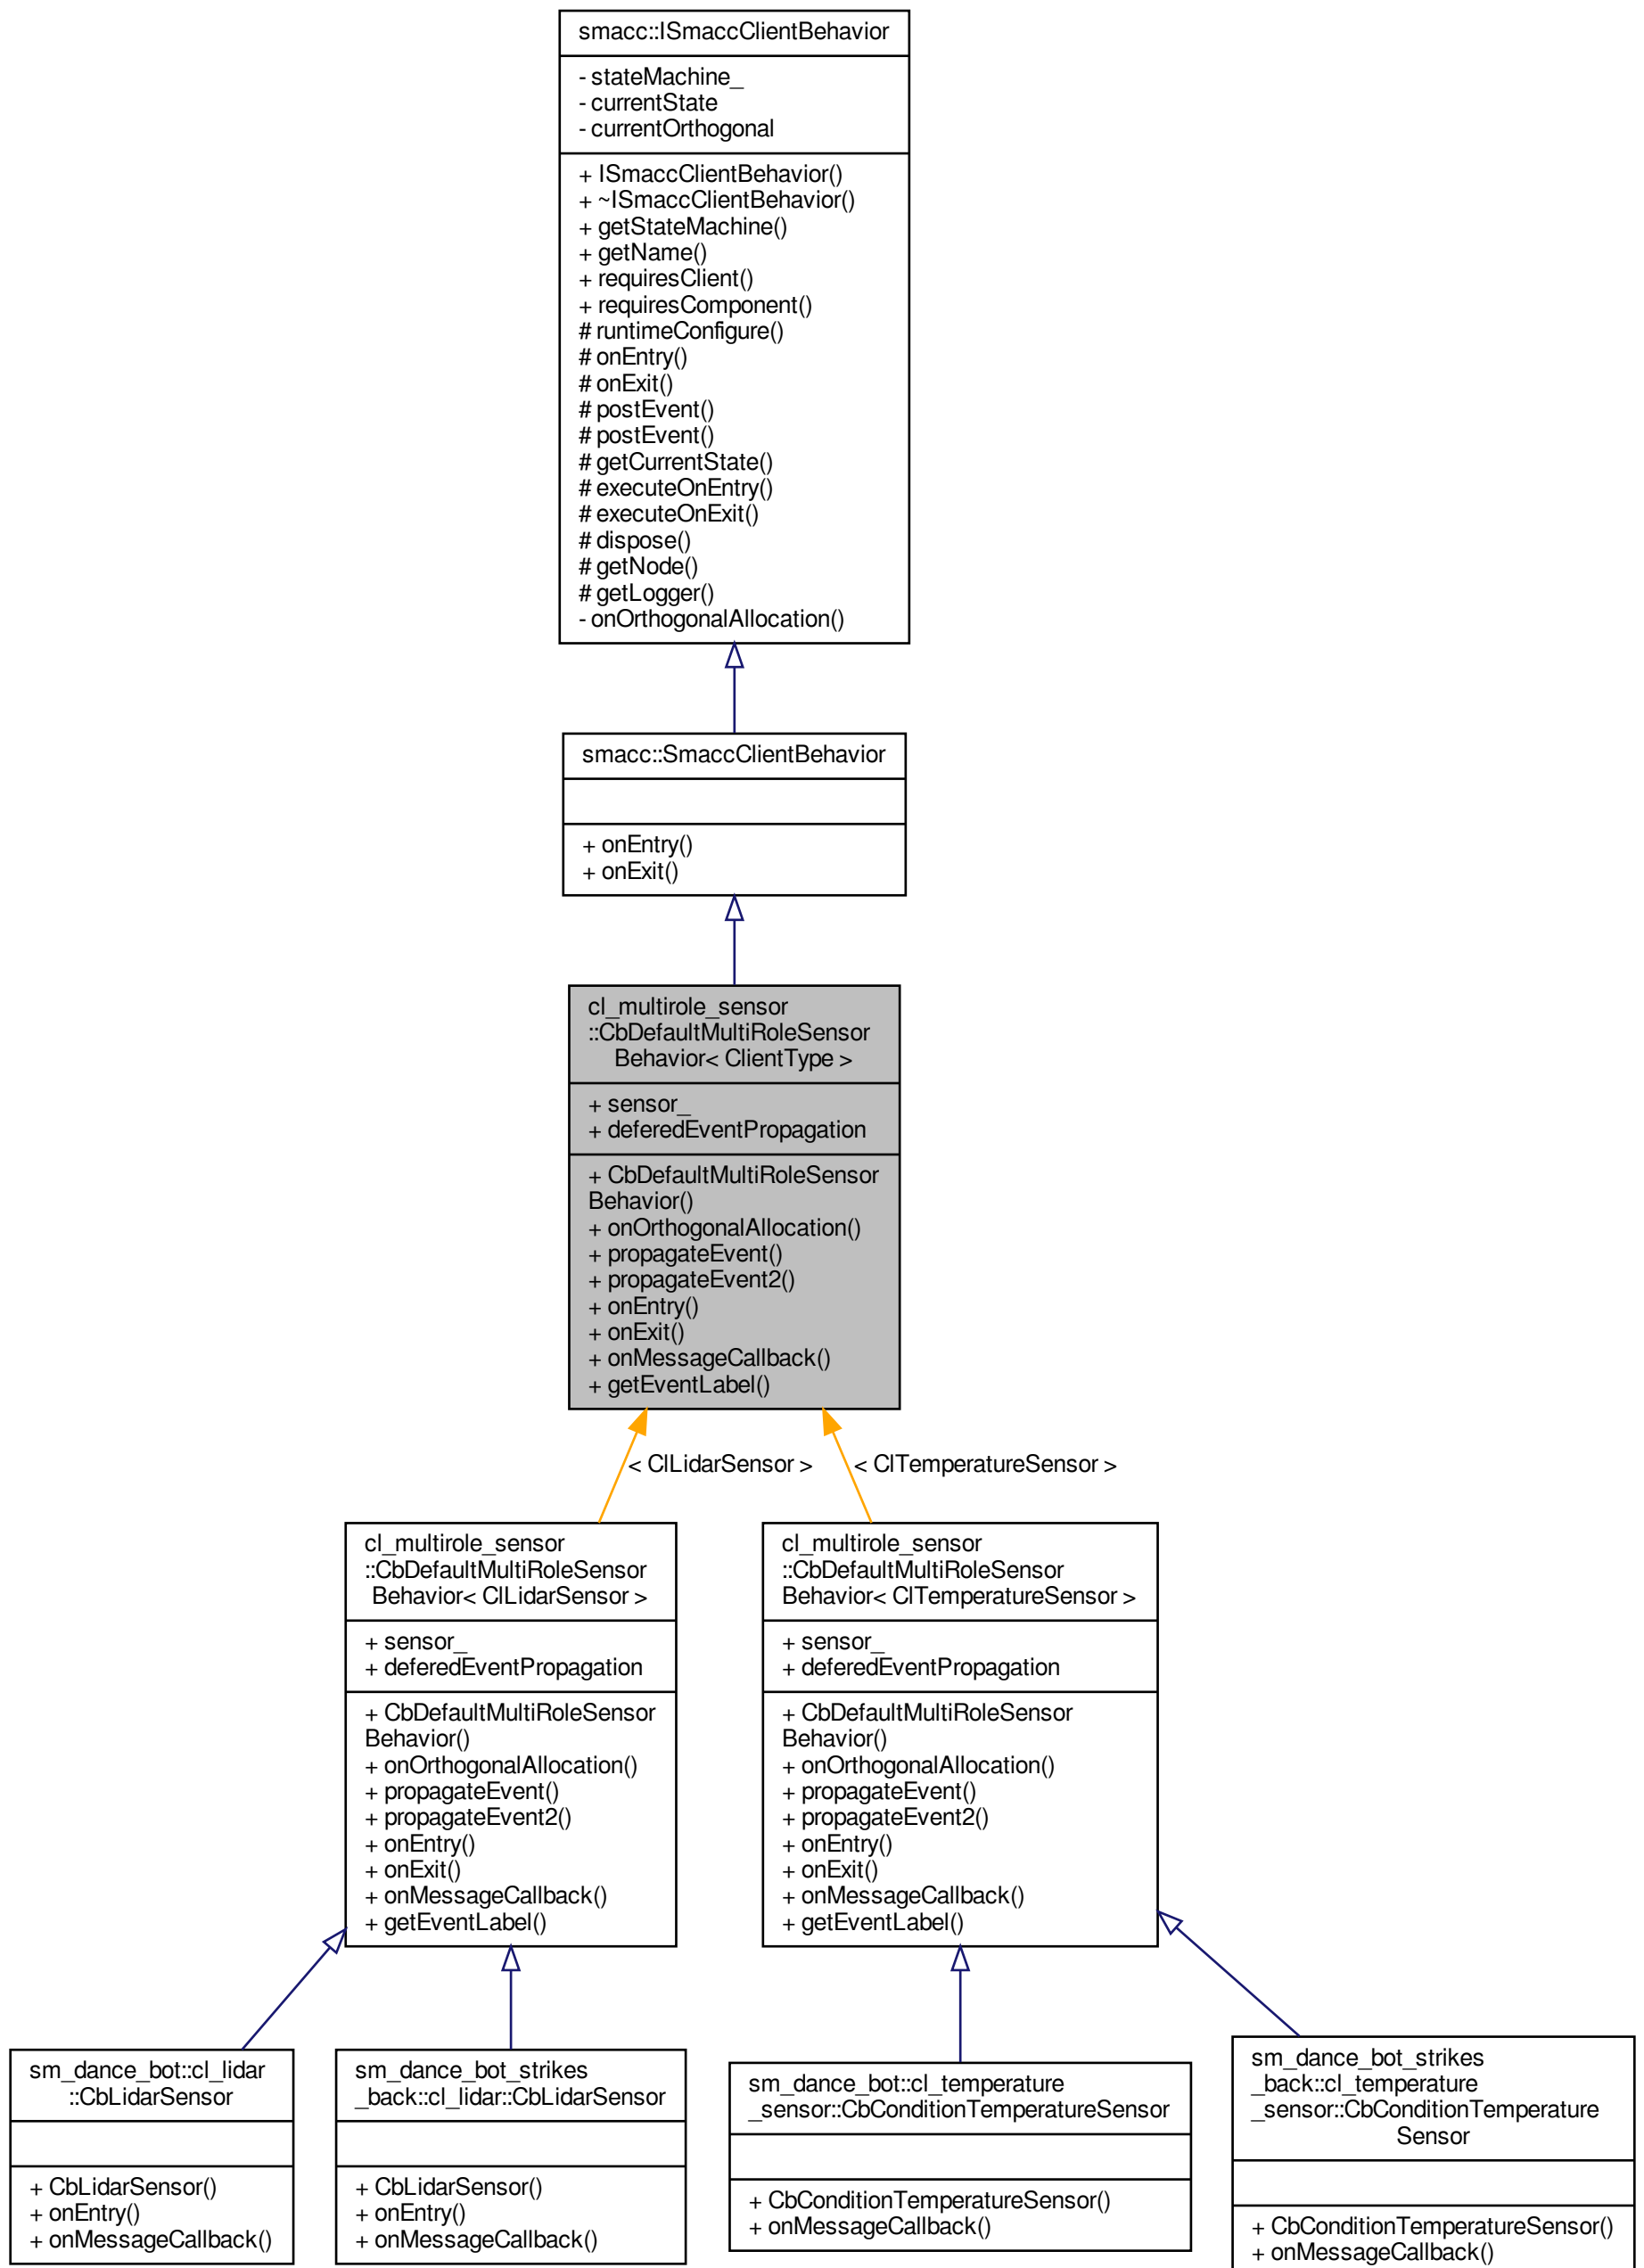 smacc::ISmaccClientBehavior
- stateMachine_
- currentState
- currentOrthogonal
+ ISmaccClientBehavior()
+ ~ISmaccClientBehavior()
+ getStateMachine()
+ getName()
+ requiresClient()
+ requiresComponent()
# runtimeConfigure()
# onEntry()
# onExit()
# postEvent()
# postEvent()
# getCurrentState()
# executeOnEntry()
# executeOnExit()
# dispose()
# getNode()
# getLogger()
- onOrthogonalAllocation()
smacc::SmaccClientBehavior
+ onEntry()
+ onExit()
cl_multirole_sensor
::CbDefaultMultiRoleSensor
Behavior< ClientType >
+ sensor_
+ deferedEventPropagation
+ CbDefaultMultiRoleSensor
Behavior()
+ onOrthogonalAllocation()
+ propagateEvent()
+ propagateEvent2()
+ onEntry()
+ onExit()
+ onMessageCallback()
+ getEventLabel()
< ClLidarSensor >
< ClTemperatureSensor >
cl_multirole_sensor
::CbDefaultMultiRoleSensor
Behavior< ClLidarSensor >
+ sensor_
+ deferedEventPropagation
+ CbDefaultMultiRoleSensor
Behavior()
+ onOrthogonalAllocation()
+ propagateEvent()
+ propagateEvent2()
+ onEntry()
+ onExit()
+ onMessageCallback()
+ getEventLabel()
cl_multirole_sensor
::CbDefaultMultiRoleSensor
Behavior< ClTemperatureSensor >
+ sensor_
+ deferedEventPropagation
+ CbDefaultMultiRoleSensor
Behavior()
+ onOrthogonalAllocation()
+ propagateEvent()
+ propagateEvent2()
+ onEntry()
+ onExit()
+ onMessageCallback()
+ getEventLabel()
sm_dance_bot::cl_lidar
::CbLidarSensor
+ CbLidarSensor()
+ onEntry()
+ onMessageCallback()
sm_dance_bot_strikes
_back::cl_lidar::CbLidarSensor
+ CbLidarSensor()
+ onEntry()
+ onMessageCallback()
sm_dance_bot::cl_temperature
_sensor::CbConditionTemperatureSensor
+ CbConditionTemperatureSensor()
+ onMessageCallback()
sm_dance_bot_strikes
_back::cl_temperature
_sensor::CbConditionTemperature
Sensor
+ CbConditionTemperatureSensor()
+ onMessageCallback()